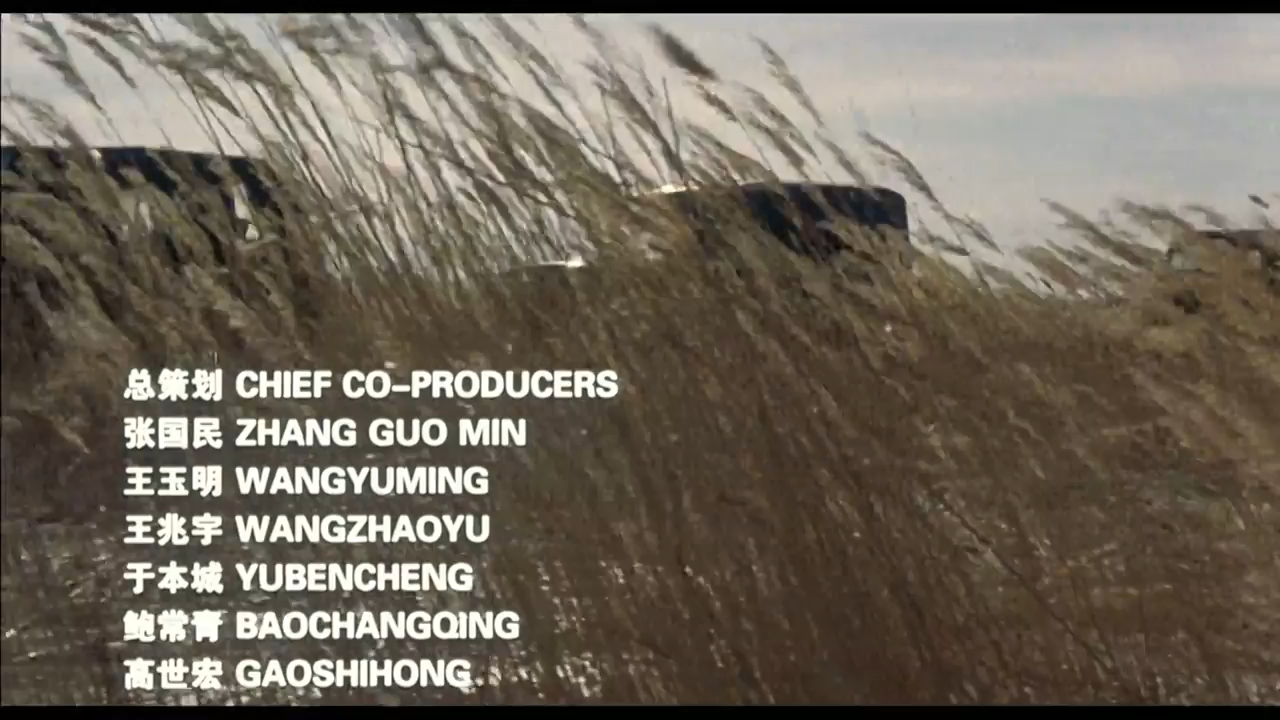 总策划 CHIEF CO-PRODUCERS
张国民 ZHANG GUO MIN
王玉明 WANGYUMING
王兆宇 WANGZHAOYU
于本城 YUBENCHENG
鲍常青 BAOCHANGQING
高世宏 GAOSHIHONG